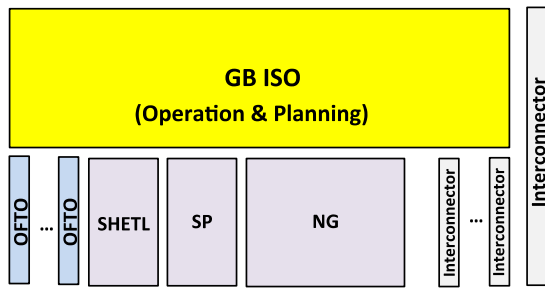 GB ISO
(Operation & Planning)
Interconnector
OFTO
...
OFTO
SHETL
SP
NG
Interconnector
...
Interconnector